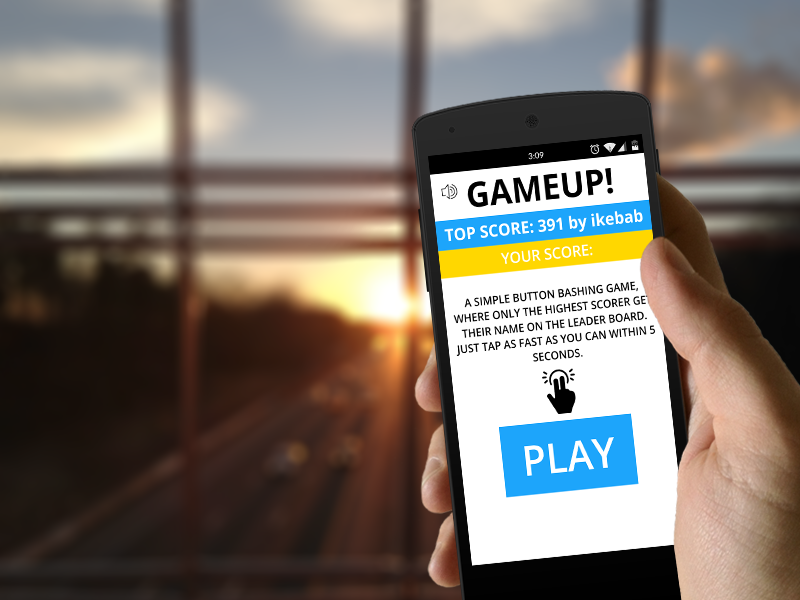 3:09
GAMEUP!
TOP SCORE: 391 by ikebab
YOUR SCORE:
A SIMPLE BUTTON BASHING GAME,
WHERE ONLY THE HIGHEST SCORER GET
THEIR NAME ON THE LEADER BOARD.
JUST TAP AS FAST AS YOU CAN WITHIN 5
SECONDS.
PLAY